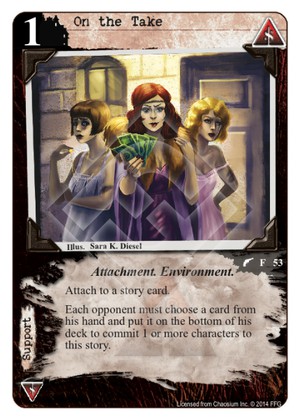 1
On the Take
Illus. Sara K. Diesel
F 53
Attachment. Environment.
Attach to a story card.
Each opponent must choose a card from
his hand and put it on the bottom of his
deck to commit 1 or more characters to
this story.
Support
Licensed from Chaosium Inc. © 2014 FFG